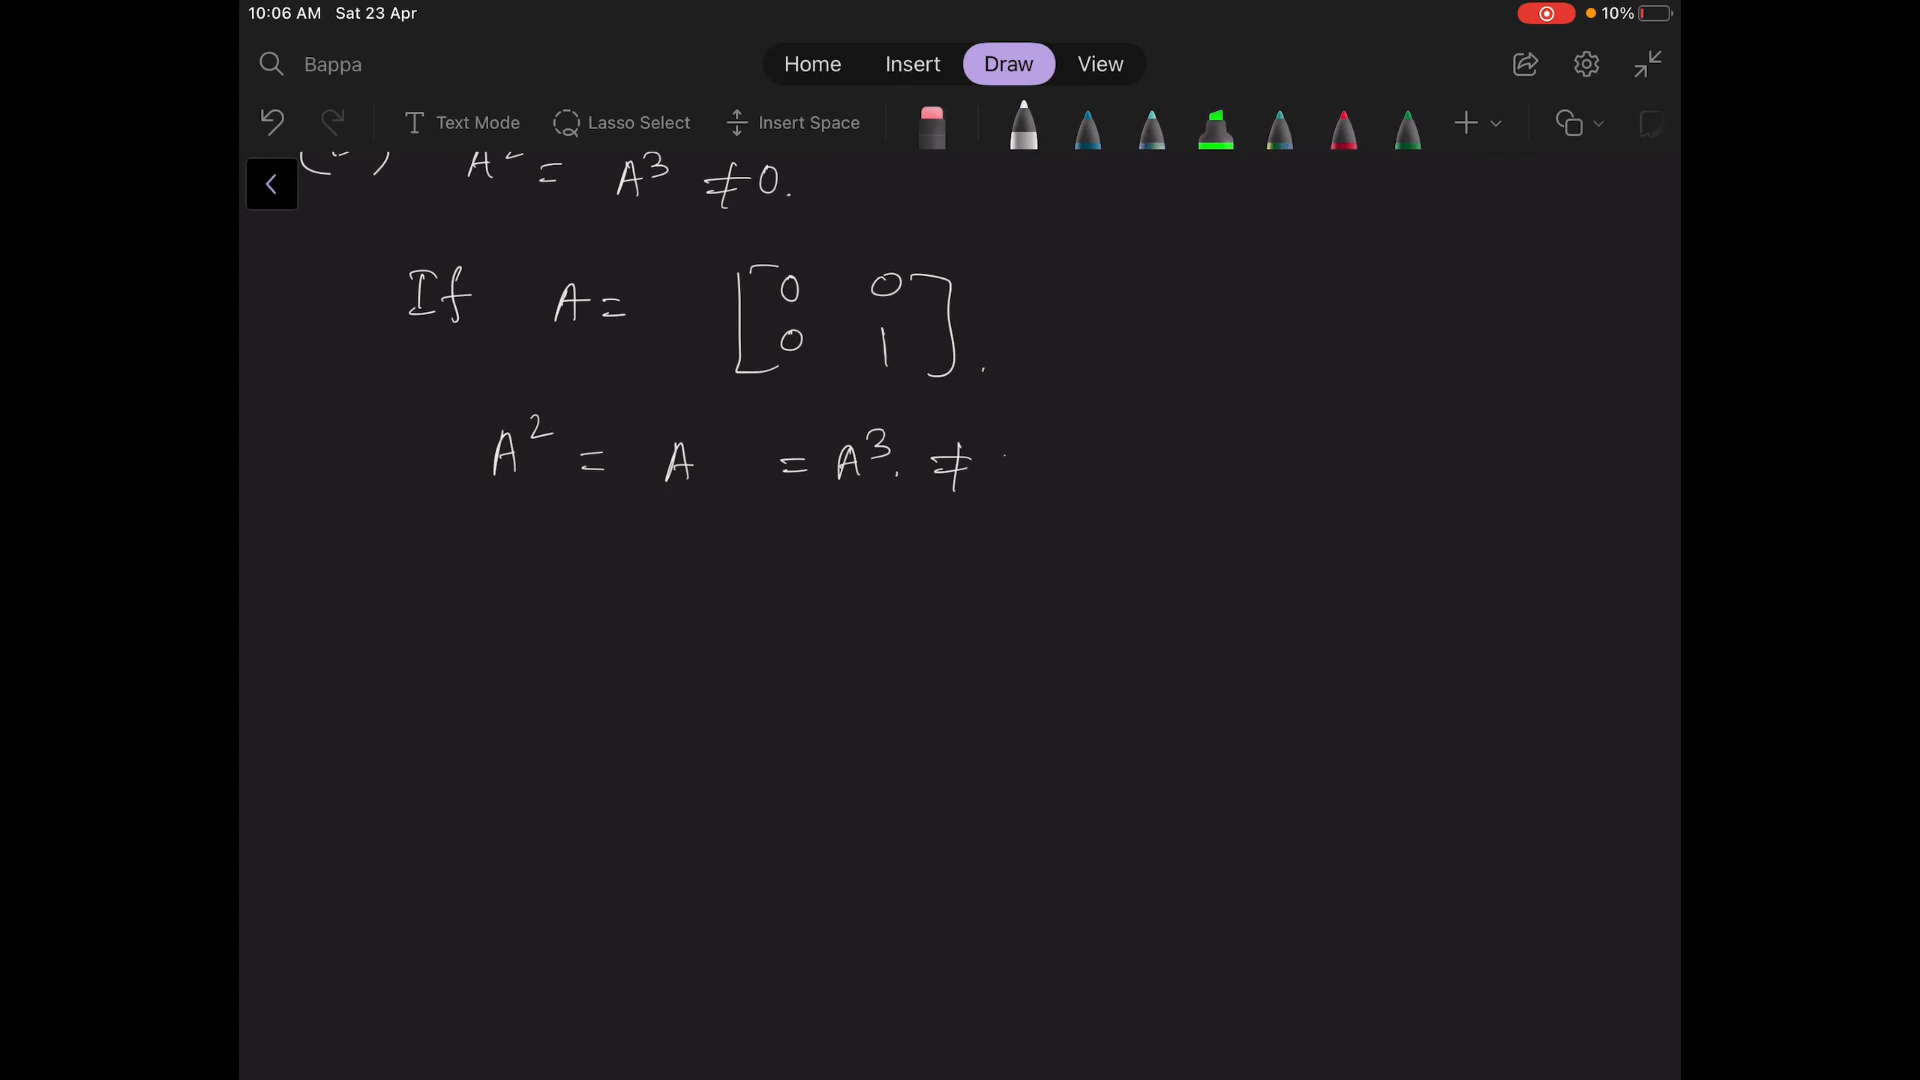 10:06 AM Sat 23 Apr 10%
Bappa Home Insert Draw View
Text Mode Lasso Select Insert Space
A² = A³ ≠ 0.
If A = [0 0
0 1].
A² = A = A³. ≠